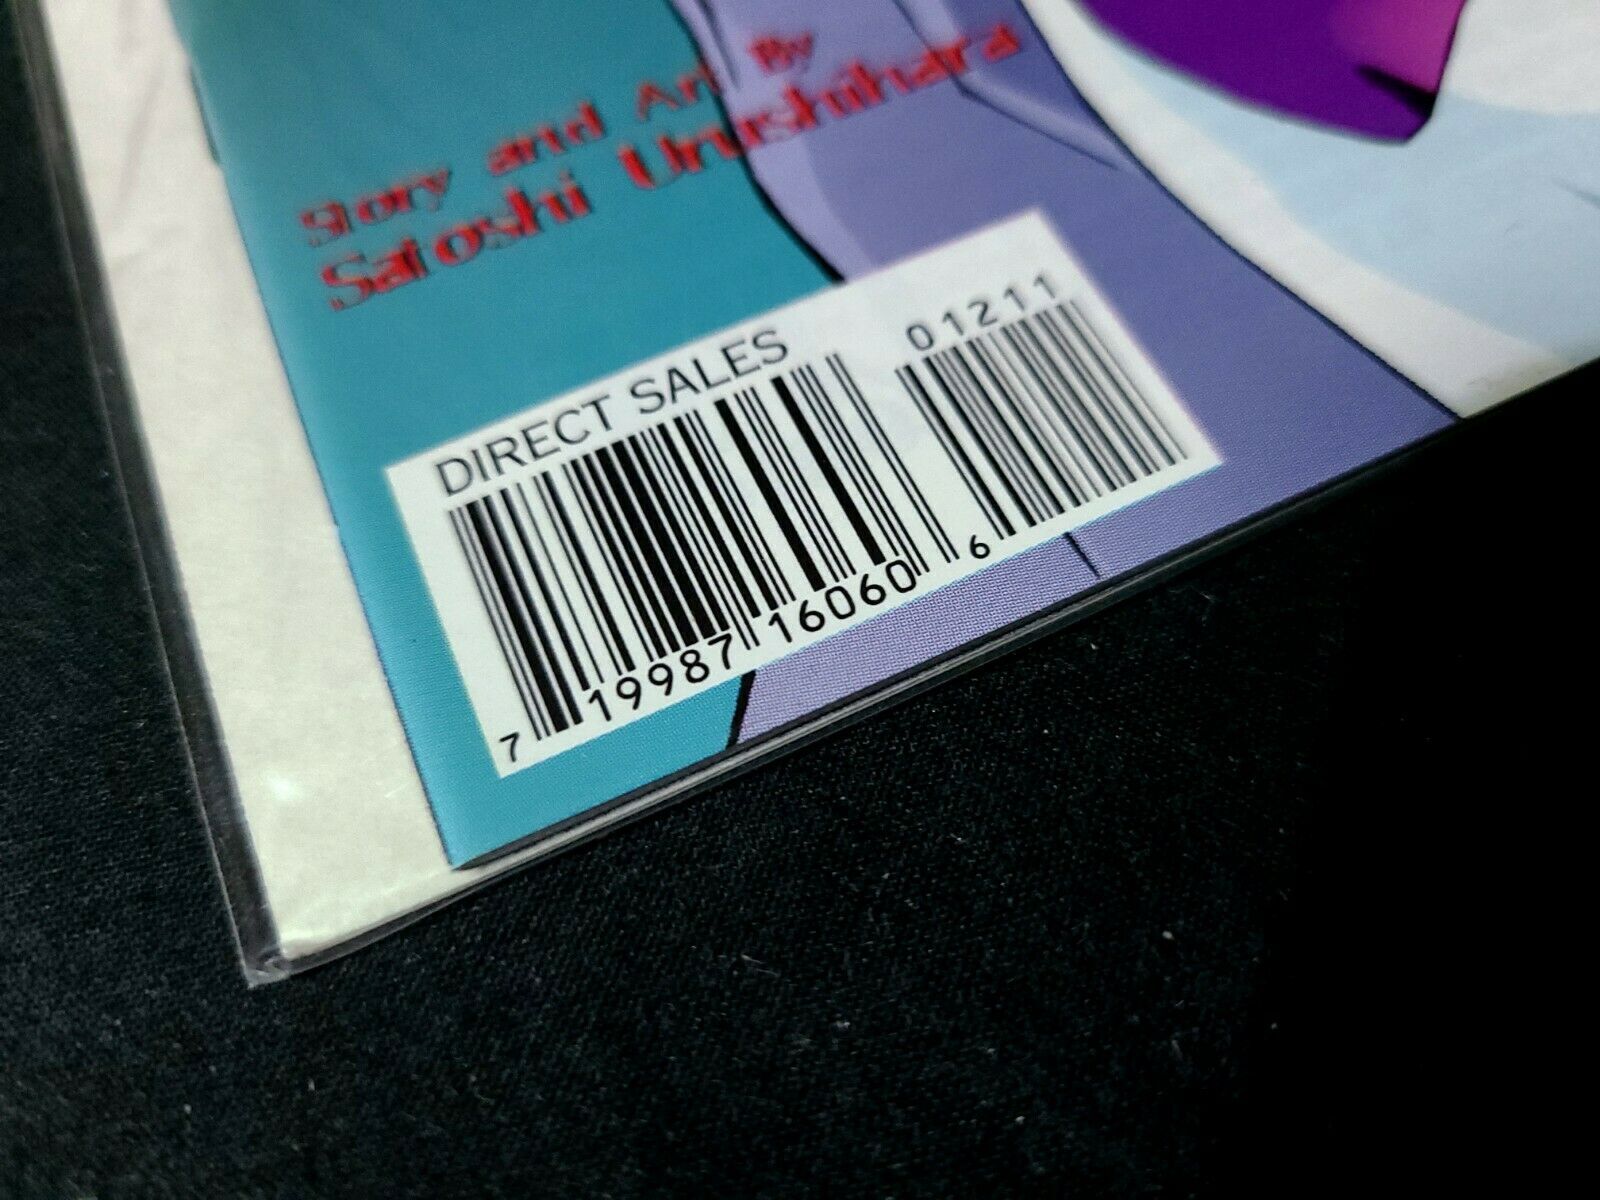 Story and Art By
Satoshi Urushihara
DIRECT SALES
01211
7 19987 16060 6